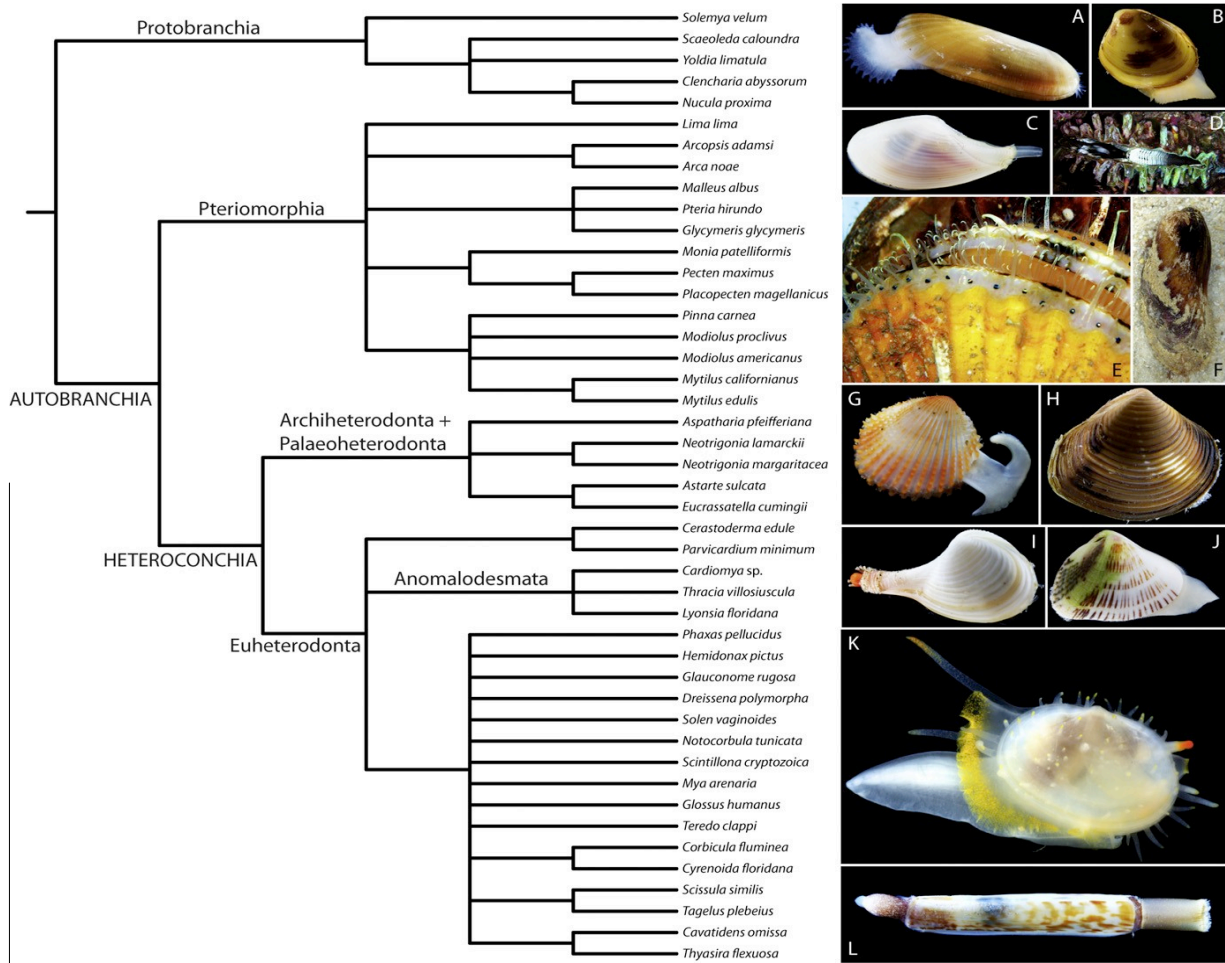 Protobranchia
Solemya velum
Scaeoleda caloundra
Yoldia limatula
Clencharia abyssorum
Nucula proxima
Pteriomorphia
Lima lima
Arcopsis adamsi
Arca noae
Malleus albus
Pteria hirundo
Glycymeris glycymeris
Monia patelliformis
Pecten maximus
Placopecten magellanicus
Pinna carnea
Modiolus proclivus
Modiolus americanus
Mytilus californianus
Mytilus edulis
AUTOBRANCHIA
Archiheterodonta +
Palaeoheterodonta
Aspatharia pfeifferiana
Neotrigonia lamarckii
Neotrigonia margaritacea
Astarte sulcata
Eucrassatella cumingii
HETEROCONCHIA
Cerastoderma edule
Parvicardium minimum
Anomalodesmata
Cardiomya sp.
Thracia villosiuscula
Lyonsia floridana
Euheterodonta
Phaxas pellucidus
Hemidonax pictus
Glauconome rugosa
Dreissena polymorpha
Solen vaginoides
Notocorbula tunicata
Scintillona cryptozoica
Mya arenaria
Glossus humanus
Teredo clappi
Corbicula fluminea
Cyrenoida floridana
Scissula similis
Tagelus plebeius
Cavatidens omissa
Thyasira flexuosa
A
B
C
D
E
F
G
H
I
J
K
L